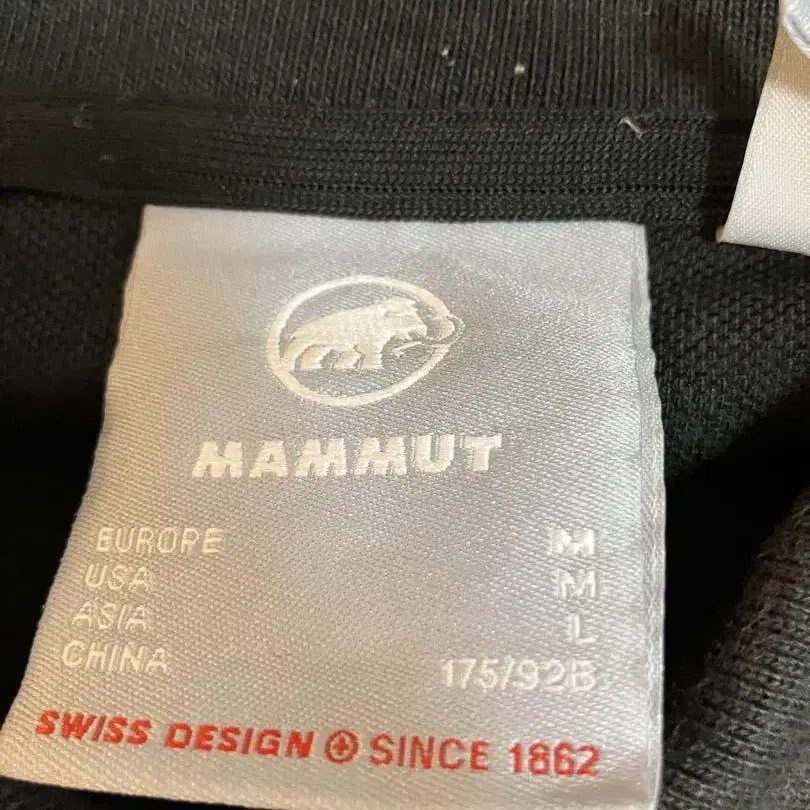 MAMMUT
EUROPE M
USA M
ASIA L
CHINA 175/92B
SWISS DESIGN SINCE 1862